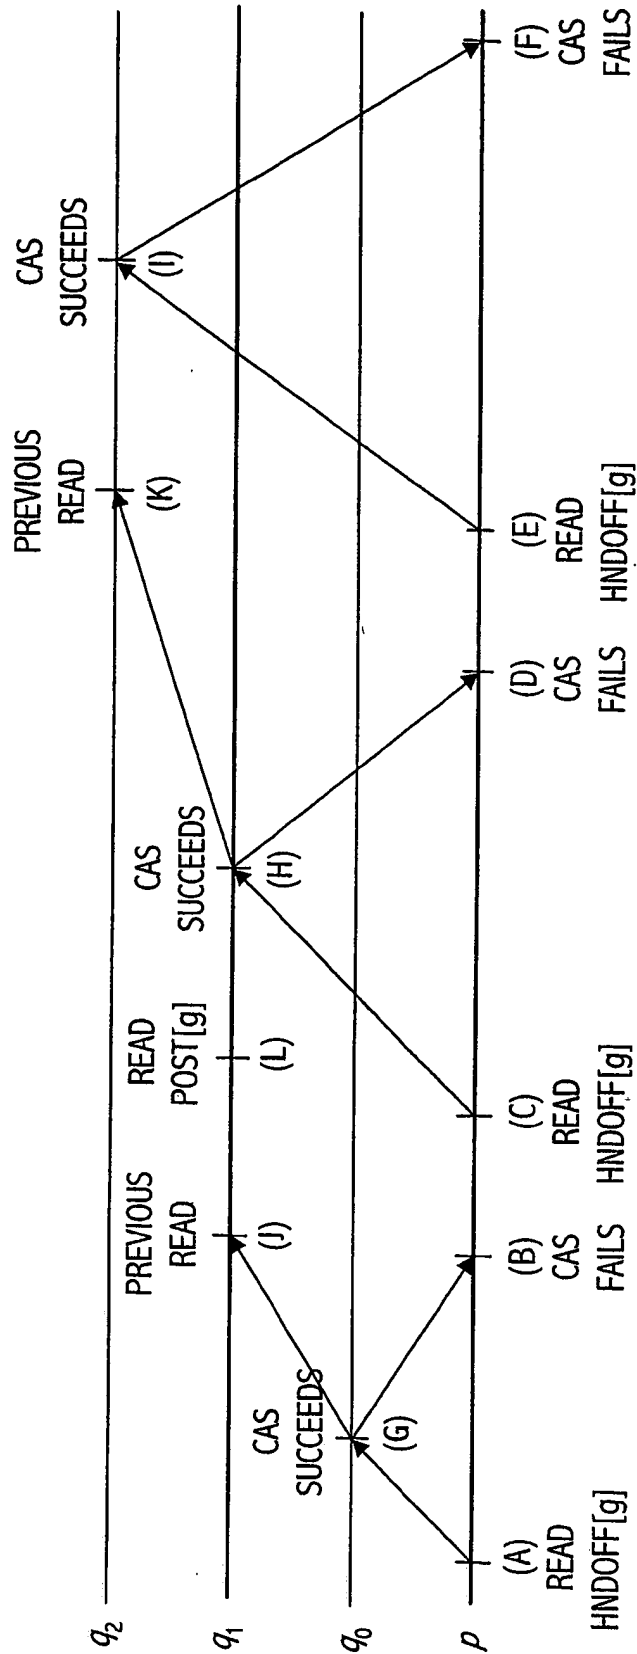 q2
q1
q0
p
CAS
SUCCEEDS
(I)
PREVIOUS
READ
(K)
CAS
SUCCEEDS
(H)
READ
POST[g]
(L)
PREVIOUS
READ
(J)
CAS
SUCCEEDS
(G)
(A)
READ
HNDOFF[g]
(B)
CAS
FAILS
(C)
READ
HNDOFF[g]
(D)
CAS
FAILS
(E)
READ
HNDOFF[g]
(F)
CAS
FAILS